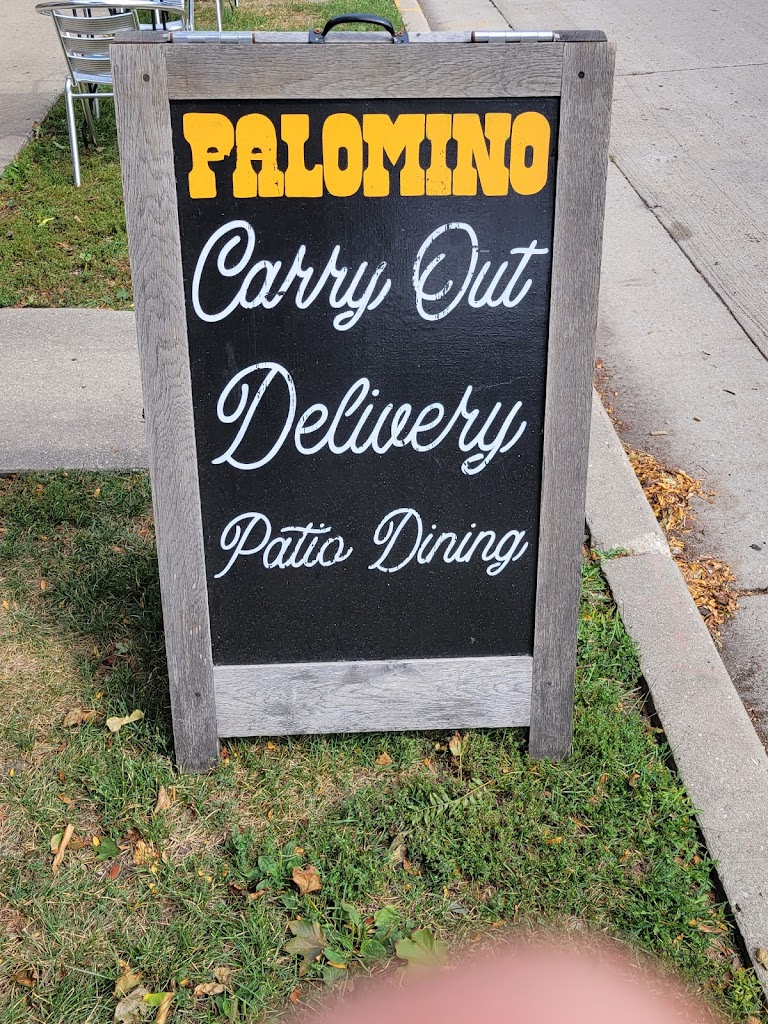 PALOMINO
Carry Out
Delivery
Patio Dining